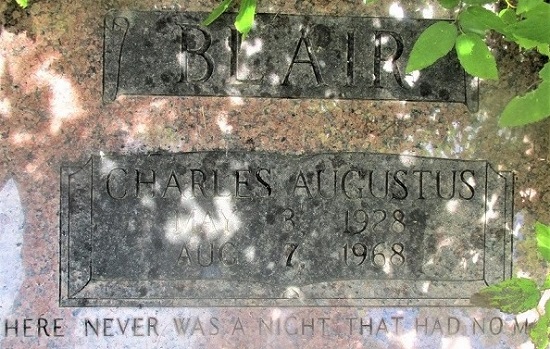 BLAIR
CHARLES AUGUSTUS
MAY 3, 1928
AUG 7, 1968
HERE NEVER WAS A NIGHT THAT HAD NO